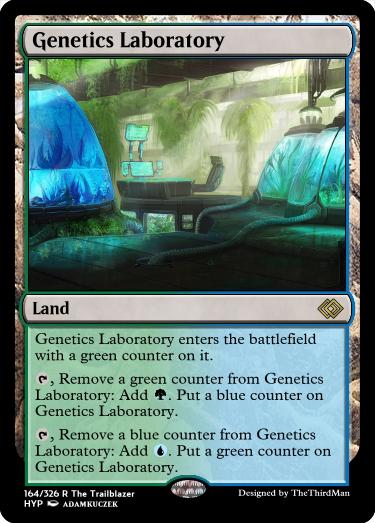 Genetics Laboratory
Land
Genetics Laboratory enters the battlefield
with a green counter on it.
, Remove a green counter from Genetics
Laboratory: Add . Put a blue counter on
Genetics Laboratory.
, Remove a blue counter from Genetics
Laboratory: Add . Put a green counter on
Genetics Laboratory.
164/326 R The Trailblazer
Designed by TheThirdMan
HYP ADAMKUCZEK